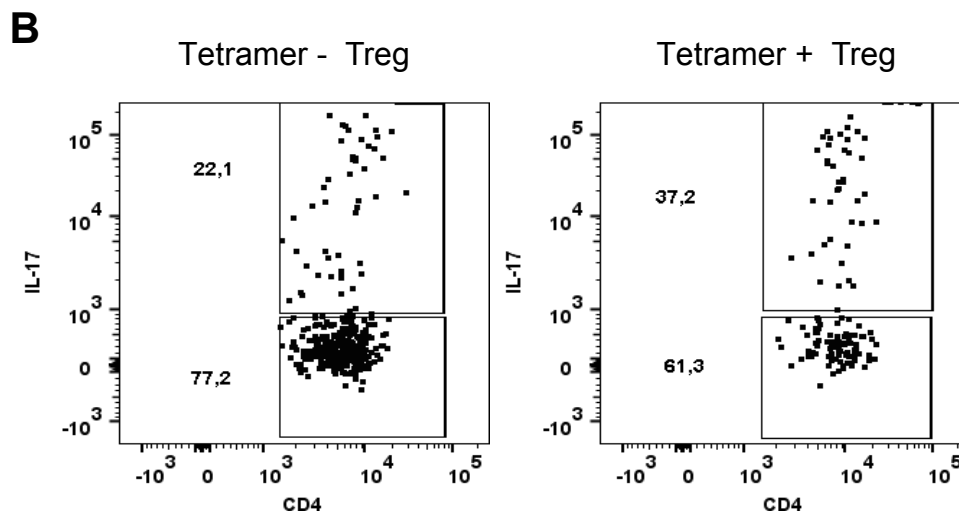 B
Tetramer - Treg
Tetramer + Treg
10^5
22,1
10^4
IL-17
10^3
0
77,2
-10^3
-10^3 0 10^3 10^4 10^5
CD4
10^5
37,2
10^4
IL-17
10^3
0
61,3
-10^3
-10^3 0 10^3 10^4 10^5
CD4